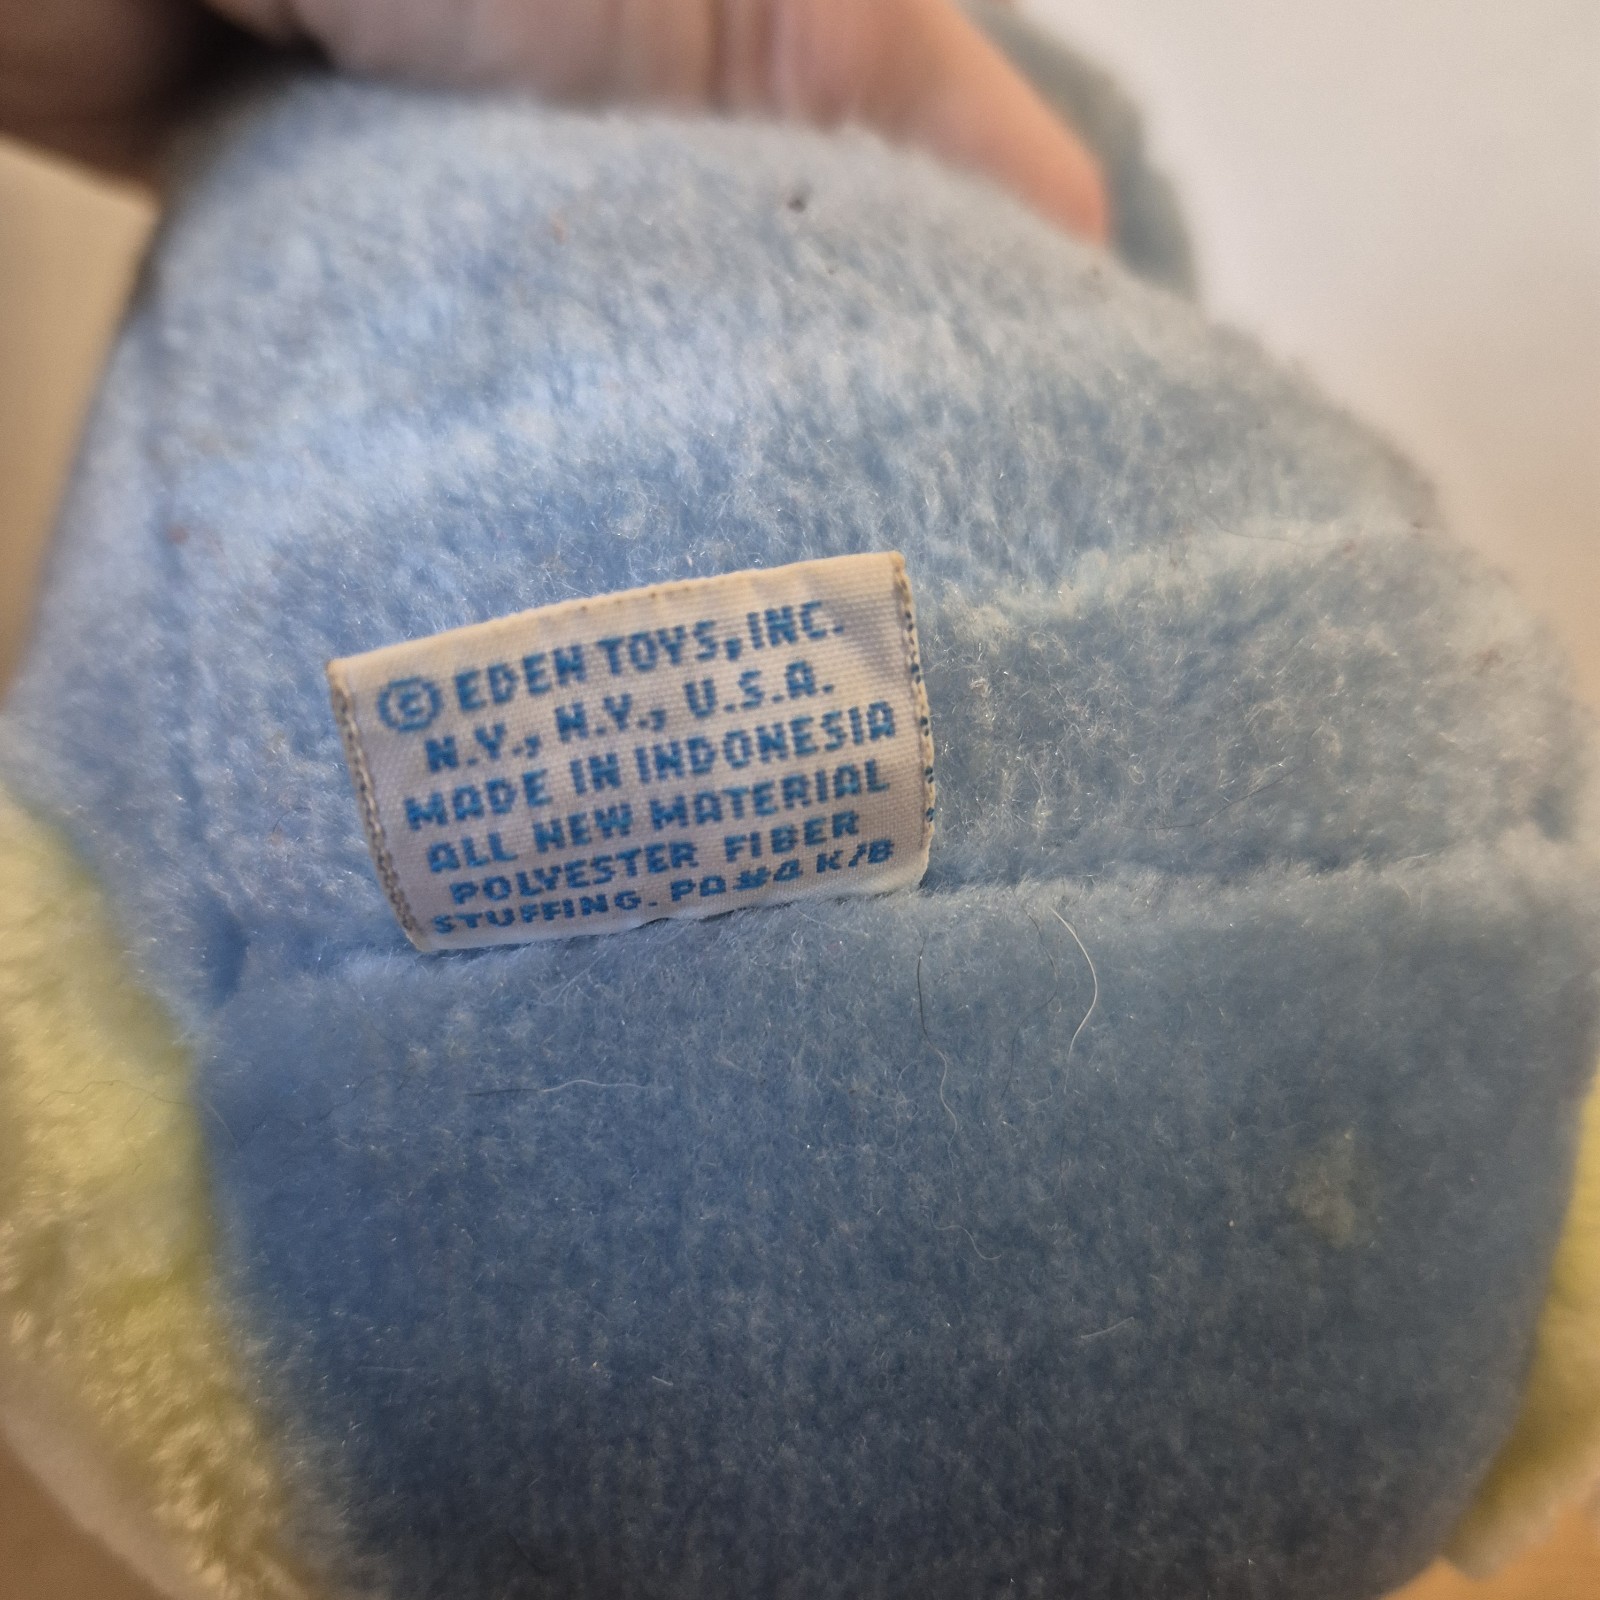 © EDEN TOYS, INC.
N.Y., N.Y., U.S.A.
MADE IN INDONESIA
ALL NEW MATERIAL
POLYESTER FIBER
STUFFING. PA#4 K/B